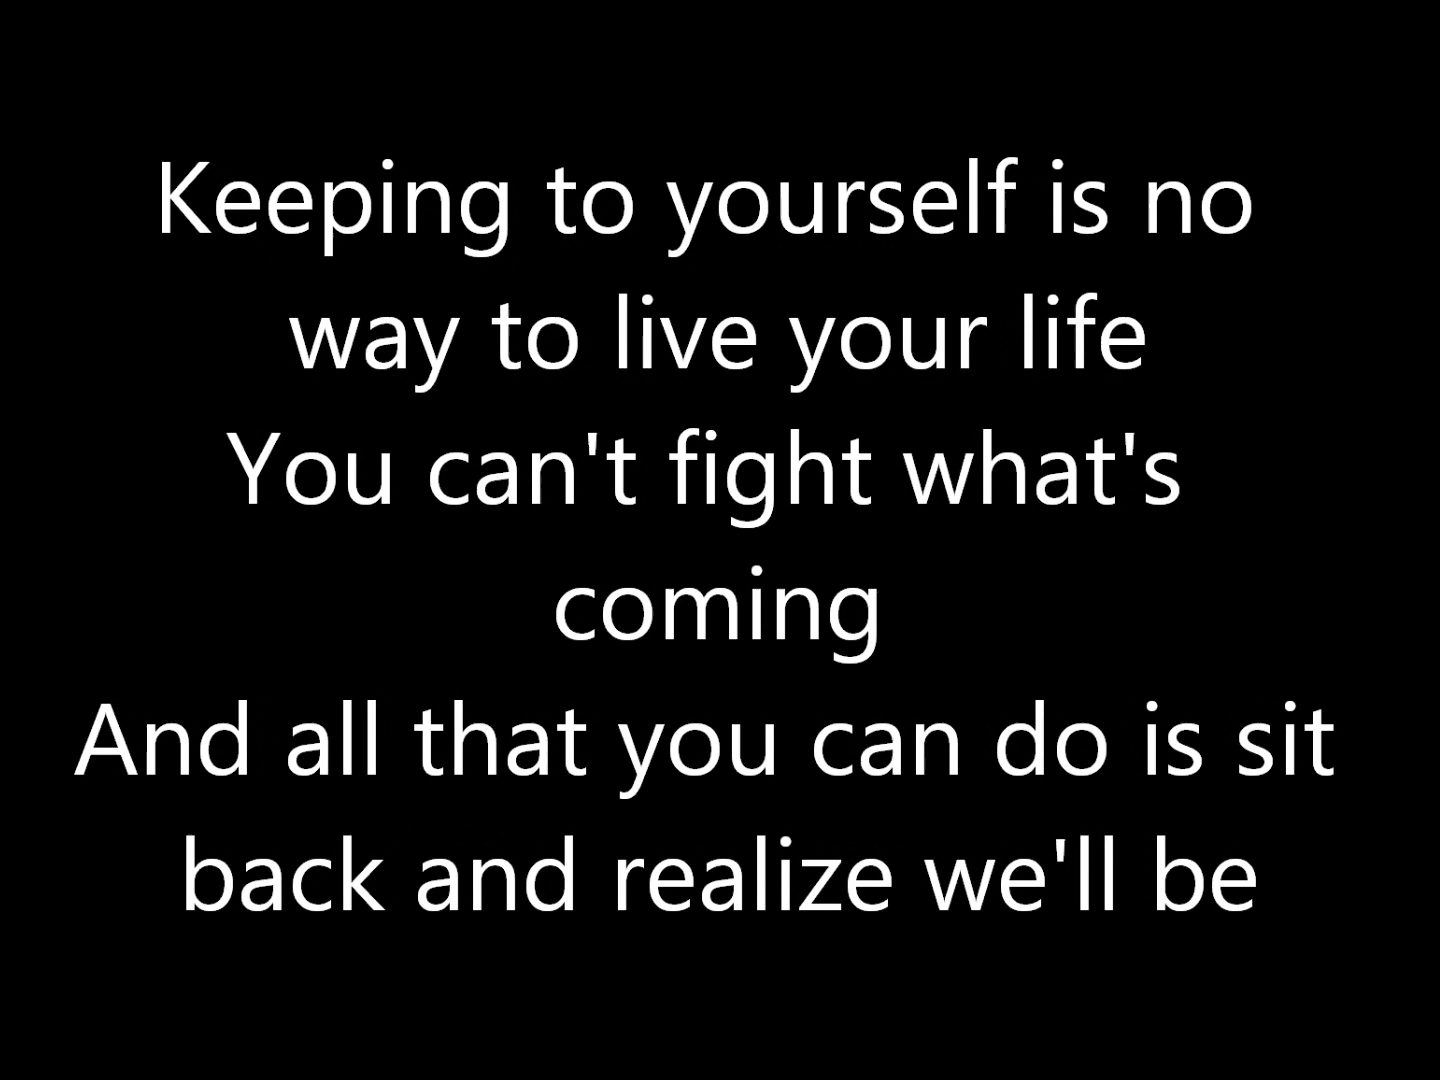 Keeping to yourself is no
way to live your life
You can't fight what's
coming
And all that you can do is sit
back and realize we'll be